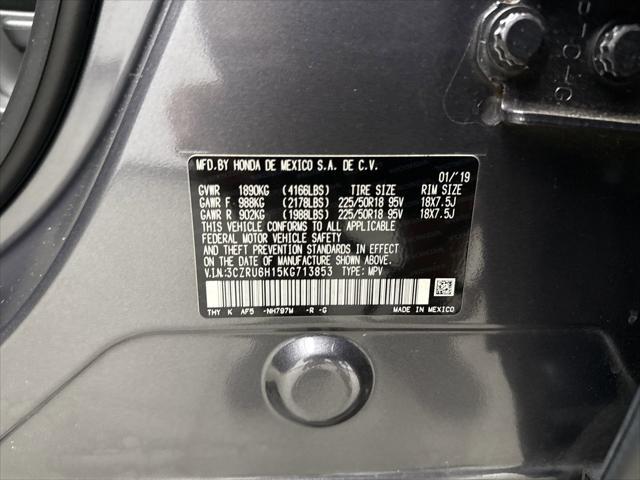 MFD.BY HONDA DE MEXICO S.A. DE C.V.
01/'19
GVWR 1890KG (4166LBS) TIRE SIZE RIM SIZE
GAWR F 988KG (2178LBS) 225/50R18 95V 18X7.5J
GAWR R 902KG (1988LBS) 225/50R18 95V 18X7.5J
THIS VEHICLE CONFORMS TO ALL APPLICABLE
FEDERAL MOTOR VEHICLE SAFETY
AND THEFT PREVENTION STANDARDS IN EFFECT
ON THE DATE OF MANUFACTURE SHOWN ABOVE.
V.I.N.:3CZRU6H15KG713853 TYPE: MPV
THY K AF5 -NH797M -R -G MADE IN MEXICO